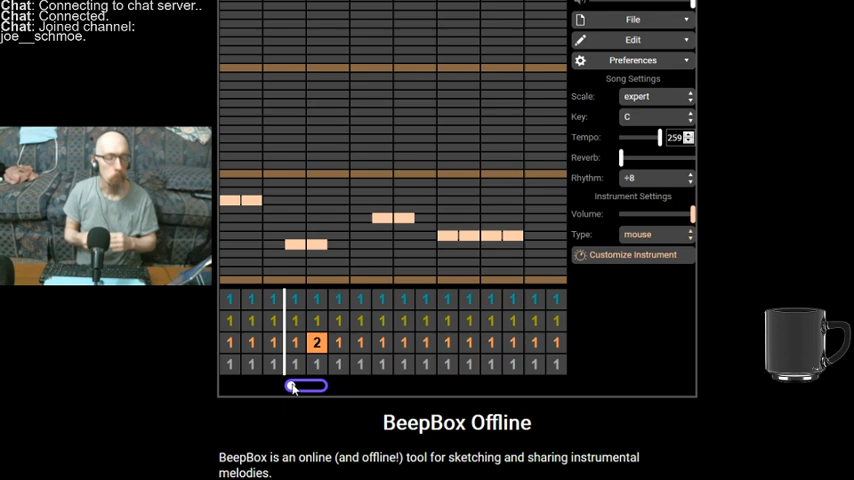 Chat: Connecting to chat server..
Chat: Connected.
Chat: Joined channel:
joe__schmoe.
File
Edit
Preferences
Song Settings
Scale: expert
Key: C
Tempo: 259
Reverb:
Rhythm: ÷8
Instrument Settings
Volume:
Type: mouse
Customize Instrument
1 1 1 1 1 1 1 1 1 1 1 1 1 1 1 1
1 1 1 1 1 1 1 1 1 1 1 1 1 1 1 1
1 1 1 1 2 1 1 1 1 1 1 1 1 1 1 1
1 1 1 1 1 1 1 1 1 1 1 1 1 1 1 1
BeepBox Offline
BeepBox is an online (and offline!) tool for sketching and sharing instrumental
melodies.